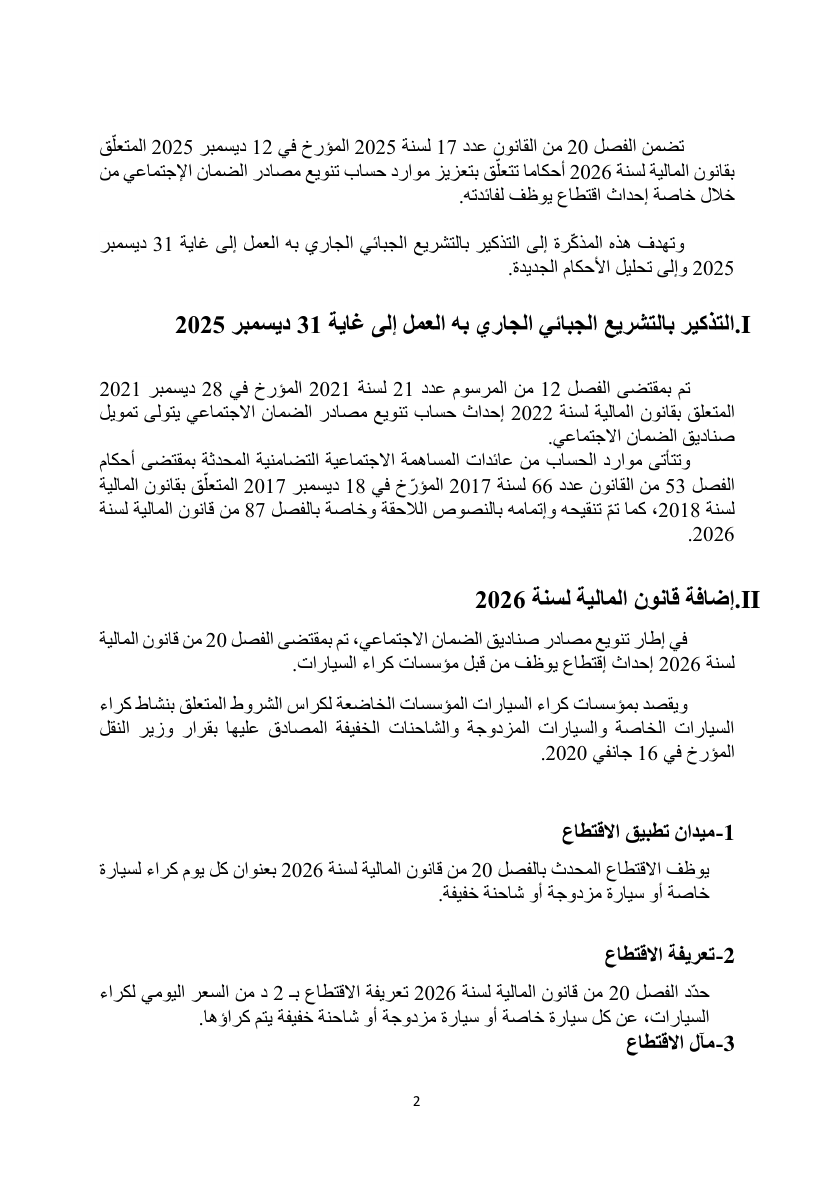 تضمن الفصل 20 من القانون عدد 17 لسنة 2025 المؤرخ في 12 ديسمبر 2025 المتعلّق
بقانون المالية لسنة 2026 أحكاما تتعلّق بتعزيز موارد حساب تنويع مصادر الضمان الإجتماعي من
خلال خاصة إحداث اقتطاع يوظف لفائدته.
وتهدف هذه المذكّرة إلى التذكير بالتشريع الجبائي الجاري به العمل إلى غاية 31 ديسمبر
2025 وإلى تحليل الأحكام الجديدة.
I.التذكير بالتشريع الجبائي الجاري به العمل إلى غاية 31 ديسمبر 2025
تم بمقتضى الفصل 12 من المرسوم عدد 21 لسنة 2021 المؤرخ في 28 ديسمبر 2021
المتعلق بقانون المالية لسنة 2022 إحداث حساب تنويع مصادر الضمان الاجتماعي يتولى تمويل
صناديق الضمان الاجتماعي.
وتتأتى موارد الحساب من عائدات المساهمة الاجتماعية التضامنية المحدثة بمقتضى أحكام
الفصل 53 من القانون عدد 66 لسنة 2017 المؤرّخ في 18 ديسمبر 2017 المتعلّق بقانون المالية
لسنة 2018، كما تمّ تنقيحه وإتمامه بالنصوص اللاحقة وخاصة بالفصل 87 من قانون المالية لسنة
2026.
II.إضافة قانون المالية لسنة 2026
في إطار تنويع مصادر صناديق الضمان الاجتماعي، تم بمقتضى الفصل 20 من قانون المالية
لسنة 2026 إحداث إقتطاع يوظف من قبل مؤسسات كراء السيارات.
ويقصد بمؤسسات كراء السيارات المؤسسات الخاضعة لكراس الشروط المتعلق بنشاط كراء
السيارات الخاصة والسيارات المزدوجة والشاحنات الخفيفة المصادق عليها بقرار وزير النقل
المؤرخ في 16 جانفي 2020.
1-ميدان تطبيق الاقتطاع
يوظف الاقتطاع المحدث بالفصل 20 من قانون المالية لسنة 2026 بعنوان كل يوم كراء لسيارة
خاصة أو سيارة مزدوجة أو شاحنة خفيفة.
2-تعريفة الاقتطاع
حدّد الفصل 20 من قانون المالية لسنة 2026 تعريفة الاقتطاع بـ 2 د من السعر اليومي لكراء
السيارات، عن كل سيارة خاصة أو سيارة مزدوجة أو شاحنة خفيفة يتم كراؤها.
3-مآل الاقتطاع
2